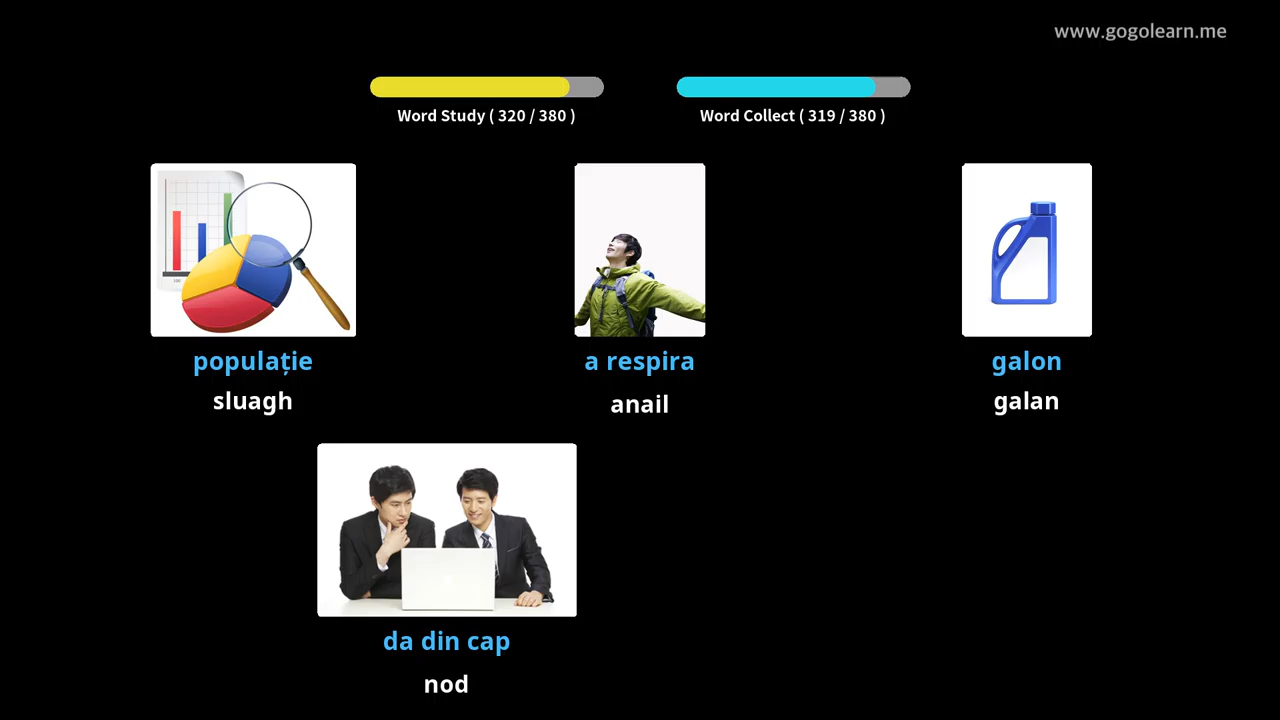 www.gogolearn.me
Word Study ( 320 / 380 )
Word Collect ( 319 / 380 )
populație
sluagh
a respira
anail
galon
galan
da din cap
nod